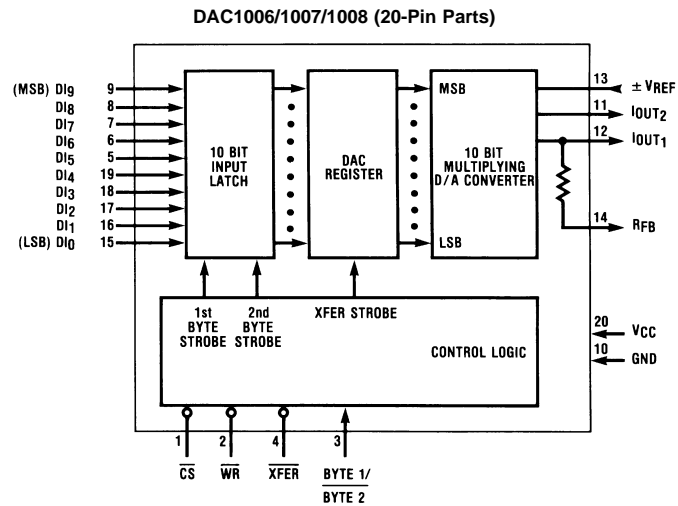 DAC1006/1007/1008 (20-Pin Parts)
(MSB) DI9 9
DI8 8
DI7 7
DI6 6
DI5 5
DI4 19
DI3 18
DI2 17
DI1 16
(LSB) DI0 15
10 BIT
INPUT
LATCH
DAC
REGISTER
MSB
10 BIT
MULTIPLYING
D/A CONVERTER
LSB
13 ± VREF
11 IOUT2
12 IOUT1
14 RFB
1st
BYTE
STROBE
2nd
BYTE
STROBE
XFER STROBE
CONTROL LOGIC
20 VCC
10 GND
1 2 4 3
CS WR XFER BYTE 1/
BYTE 2